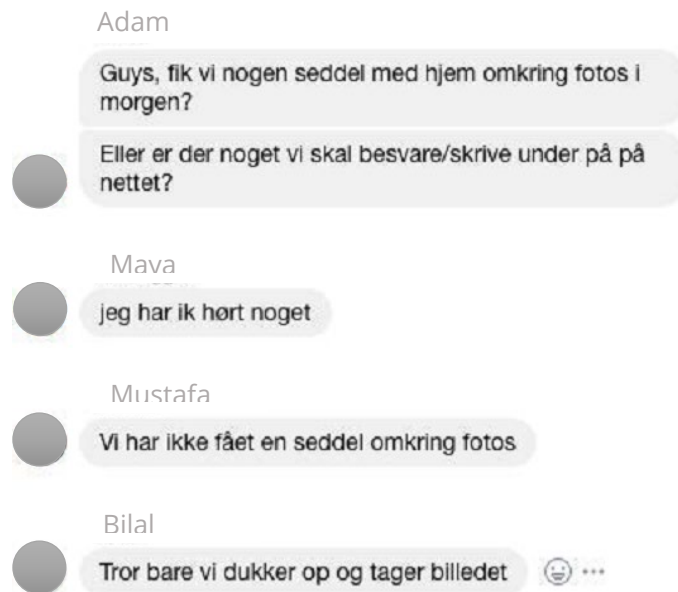 Adam
Guys, fik vi nogen seddel med hjem omkring fotos i
morgen?
Eller er der noget vi skal besvare/skrive under på på
nettet?
Maya
jeg har ik hørt noget
Mustafa
Vi har ikke fået en seddel omkring fotos
Bilal
Tror bare vi dukker op og tager billedet